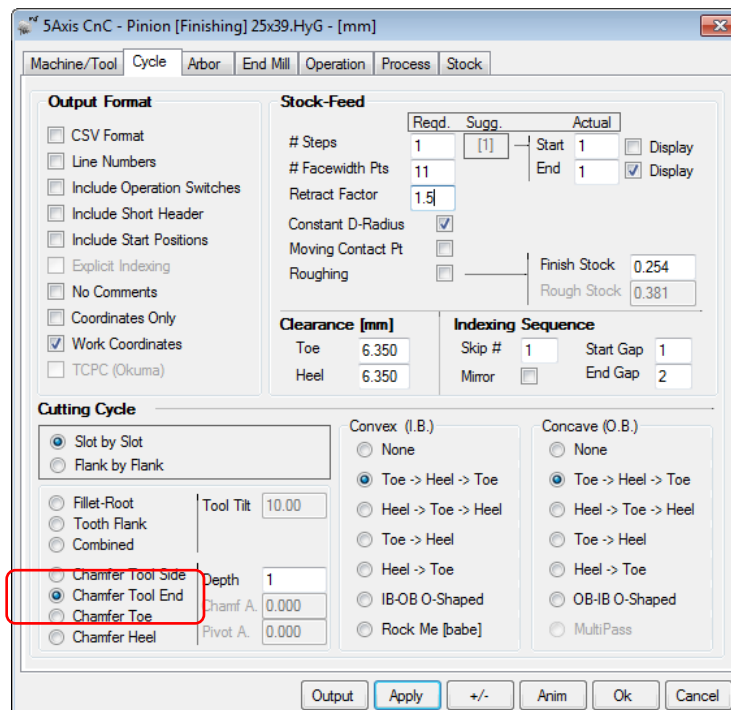 5Axis CnC - Pinion [Finishing] 25x39.HyG - [mm]
Machine/Tool Cycle Arbor End Mill Operation Process Stock
Output Format
CSV Format
Line Numbers
Include Operation Switches
Include Short Header
Include Start Positions
Explicit Indexing
No Comments
Coordinates Only
Work Coordinates
TCPC (Okuma)
Stock-Feed
Reqd. Sugg. Actual
# Steps 1 [1] Start 1 Display
# Facewidth Pts 11 End 1 Display
Retract Factor 1.5
Constant D-Radius
Moving Contact Pt
Roughing Finish Stock 0.254
Rough Stock 0.381
Clearance [mm]
Toe 6.350
Heel 6.350
Indexing Sequence
Skip # 1 Start Gap 1
Mirror End Gap 2
Cutting Cycle
Slot by Slot
Flank by Flank
Fillet-Root Tool Tilt 10.00
Tooth Flank
Combined
Chamfer Tool Side Depth 1
Chamfer Tool End
Chamfer Toe Chamf A. 0.000
Chamfer Heel Pivot A. 0.000
Convex (I.B.)
None
Toe -> Heel -> Toe
Heel -> Toe -> Heel
Toe -> Heel
Heel -> Toe
IB-OB O-Shaped
Rock Me [babe]
Concave (O.B.)
None
Toe -> Heel -> Toe
Heel -> Toe -> Heel
Toe -> Heel
Heel -> Toe
OB-IB O-Shaped
MultiPass
Output Apply +/- Anim Ok Cancel